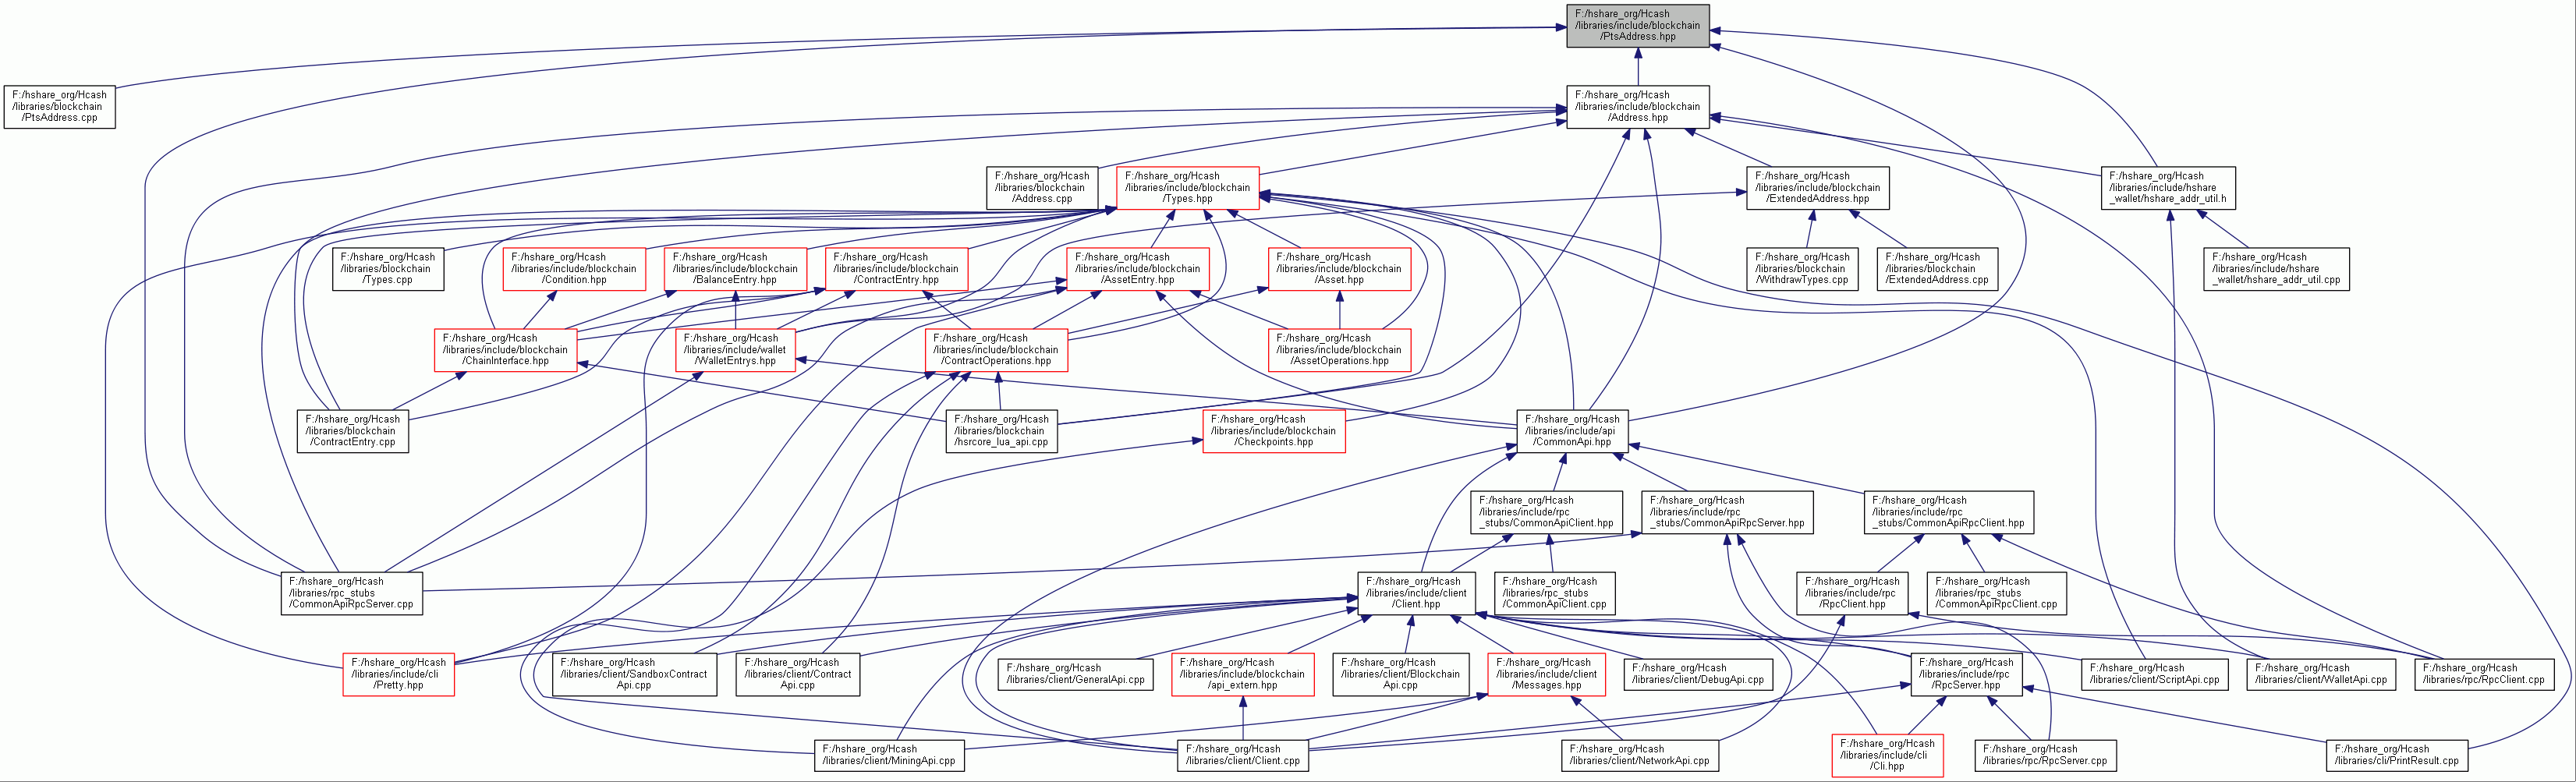 F:/hshare_org/Hcash
/libraries/include/blockchain
/PtsAddress.hpp
F:/hshare_org/Hcash
/libraries/blockchain
/PtsAddress.cpp
F:/hshare_org/Hcash
/libraries/include/blockchain
/Address.hpp
F:/hshare_org/Hcash
/libraries/blockchain
/Address.cpp
F:/hshare_org/Hcash
/libraries/include/blockchain
/Types.hpp
F:/hshare_org/Hcash
/libraries/include/blockchain
/ExtendedAddress.hpp
F:/hshare_org/Hcash
/libraries/include/hshare
_wallet/hshare_addr_util.h
F:/hshare_org/Hcash
/libraries/blockchain
/Types.cpp
F:/hshare_org/Hcash
/libraries/include/blockchain
/Condition.hpp
F:/hshare_org/Hcash
/libraries/include/blockchain
/BalanceEntry.hpp
F:/hshare_org/Hcash
/libraries/include/blockchain
/ContractEntry.hpp
F:/hshare_org/Hcash
/libraries/include/blockchain
/AssetEntry.hpp
F:/hshare_org/Hcash
/libraries/include/blockchain
/Asset.hpp
F:/hshare_org/Hcash
/libraries/blockchain
/WithdrawTypes.cpp
F:/hshare_org/Hcash
/libraries/blockchain
/ExtendedAddress.cpp
F:/hshare_org/Hcash
/libraries/include/hshare
_wallet/hshare_addr_util.cpp
F:/hshare_org/Hcash
/libraries/include/blockchain
/ChainInterface.hpp
F:/hshare_org/Hcash
/libraries/include/wallet
/WalletEntrys.hpp
F:/hshare_org/Hcash
/libraries/include/blockchain
/ContractOperations.hpp
F:/hshare_org/Hcash
/libraries/include/blockchain
/AssetOperations.hpp
F:/hshare_org/Hcash
/libraries/blockchain
/ContractEntry.cpp
F:/hshare_org/Hcash
/libraries/blockchain
/hsrcore_lua_api.cpp
F:/hshare_org/Hcash
/libraries/include/blockchain
/Checkpoints.hpp
F:/hshare_org/Hcash
/libraries/include/api
/CommonApi.hpp
F:/hshare_org/Hcash
/libraries/include/rpc
_stubs/CommonApiClient.hpp
F:/hshare_org/Hcash
/libraries/include/rpc
_stubs/CommonApiRpcServer.hpp
F:/hshare_org/Hcash
/libraries/include/rpc
_stubs/CommonApiRpcClient.hpp
F:/hshare_org/Hcash
/libraries/rpc_stubs
/CommonApiRpcServer.cpp
F:/hshare_org/Hcash
/libraries/include/client
/Client.hpp
F:/hshare_org/Hcash
/libraries/rpc_stubs
/CommonApiClient.cpp
F:/hshare_org/Hcash
/libraries/include/rpc
/RpcClient.hpp
F:/hshare_org/Hcash
/libraries/rpc_stubs
/CommonApiRpcClient.cpp
F:/hshare_org/Hcash
/libraries/include/cli
/Pretty.hpp
F:/hshare_org/Hcash
/libraries/client/SandboxContract
Api.cpp
F:/hshare_org/Hcash
/libraries/client/Contract
Api.cpp
F:/hshare_org/Hcash
/libraries/client/GeneralApi.cpp
F:/hshare_org/Hcash
/libraries/include/blockchain
/api_extern.hpp
F:/hshare_org/Hcash
/libraries/client/Blockchain
Api.cpp
F:/hshare_org/Hcash
/libraries/include/client
/Messages.hpp
F:/hshare_org/Hcash
/libraries/client/DebugApi.cpp
F:/hshare_org/Hcash
/libraries/include/rpc
/RpcServer.hpp
F:/hshare_org/Hcash
/libraries/client/ScriptApi.cpp
F:/hshare_org/Hcash
/libraries/client/WalletApi.cpp
F:/hshare_org/Hcash
/libraries/rpc/RpcClient.cpp
F:/hshare_org/Hcash
/libraries/client/MiningApi.cpp
F:/hshare_org/Hcash
/libraries/client/Client.cpp
F:/hshare_org/Hcash
/libraries/client/NetworkApi.cpp
F:/hshare_org/Hcash
/libraries/include/cli
/Cli.hpp
F:/hshare_org/Hcash
/libraries/rpc/RpcServer.cpp
F:/hshare_org/Hcash
/libraries/cli/PrintResult.cpp